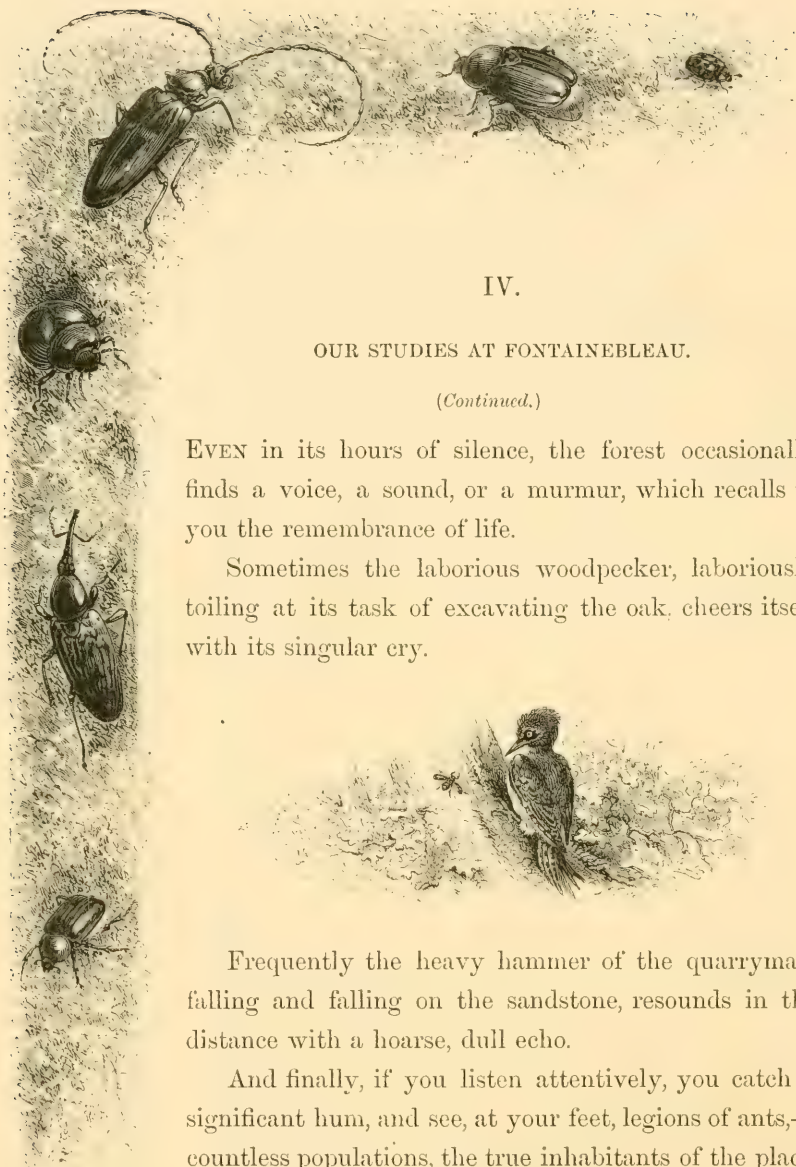 IV.
OUR STUDIES AT FONTAINEBLEAU.
(Continued.)
EVEN in its hours of silence, the forest occasionall
finds a voice, a sound, or a murmur, which recalls
you the remembrance of life.
Sometimes the laborious woodpecker, laborious
toiling at its task of excavating the oak, cheers itse
with its singular cry.
Frequently the heavy hammer of the quarryma
falling and falling on the sandstone, resounds in th
distance with a hoarse, dull echo.
And finally, if you listen attentively, you catch
significant hum, and see, at your feet, legions of ants,-
countless populations, the true inhabitants of the plac